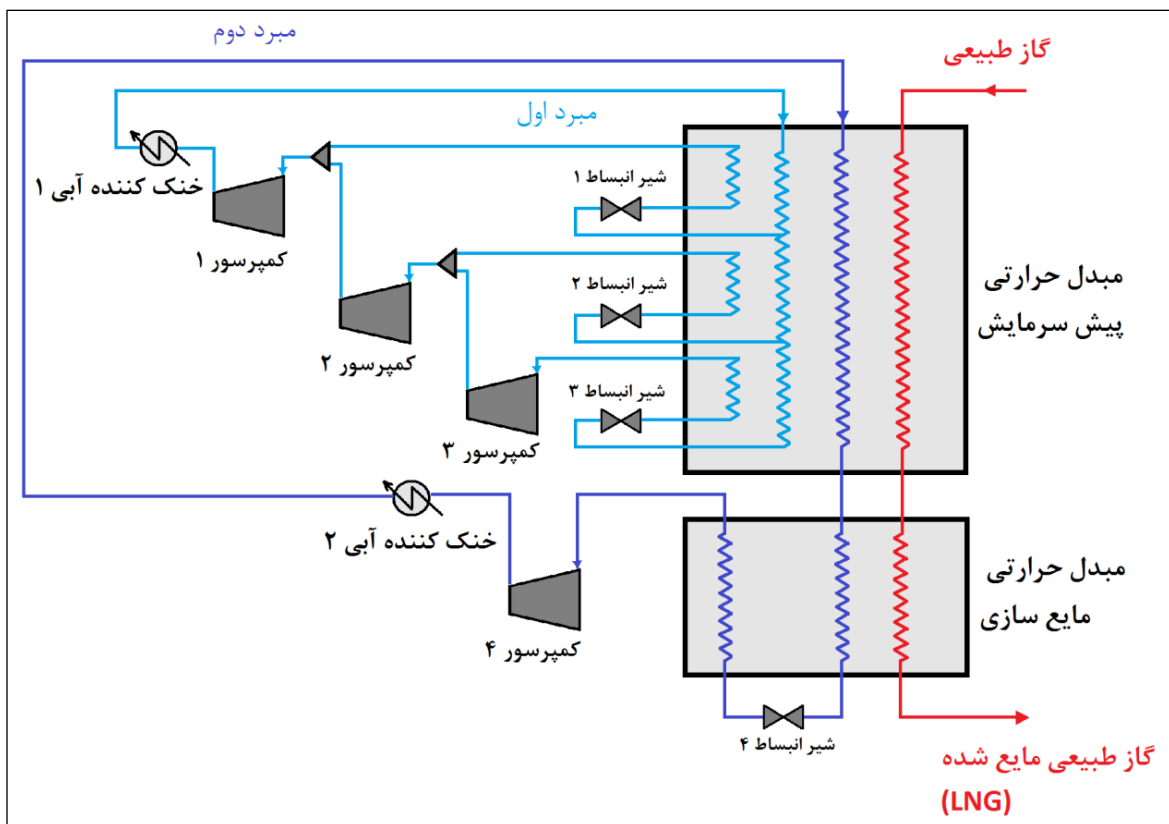 مبرد دوم
گاز طبیعی
مبرد اول
خنک کننده آبی ۱
شیر انبساط ۱
کمپرسور ۱
شیر انبساط ۲
مبدل حرارتی
پیش سرمایش
کمپرسور ۲
شیر انبساط ۳
کمپرسور ۳
خنک کننده آبی ۲
مبدل حرارتی
مایع سازی
کمپرسور ۴
شیر انبساط ۴
گاز طبیعی مایع شده
(LNG)